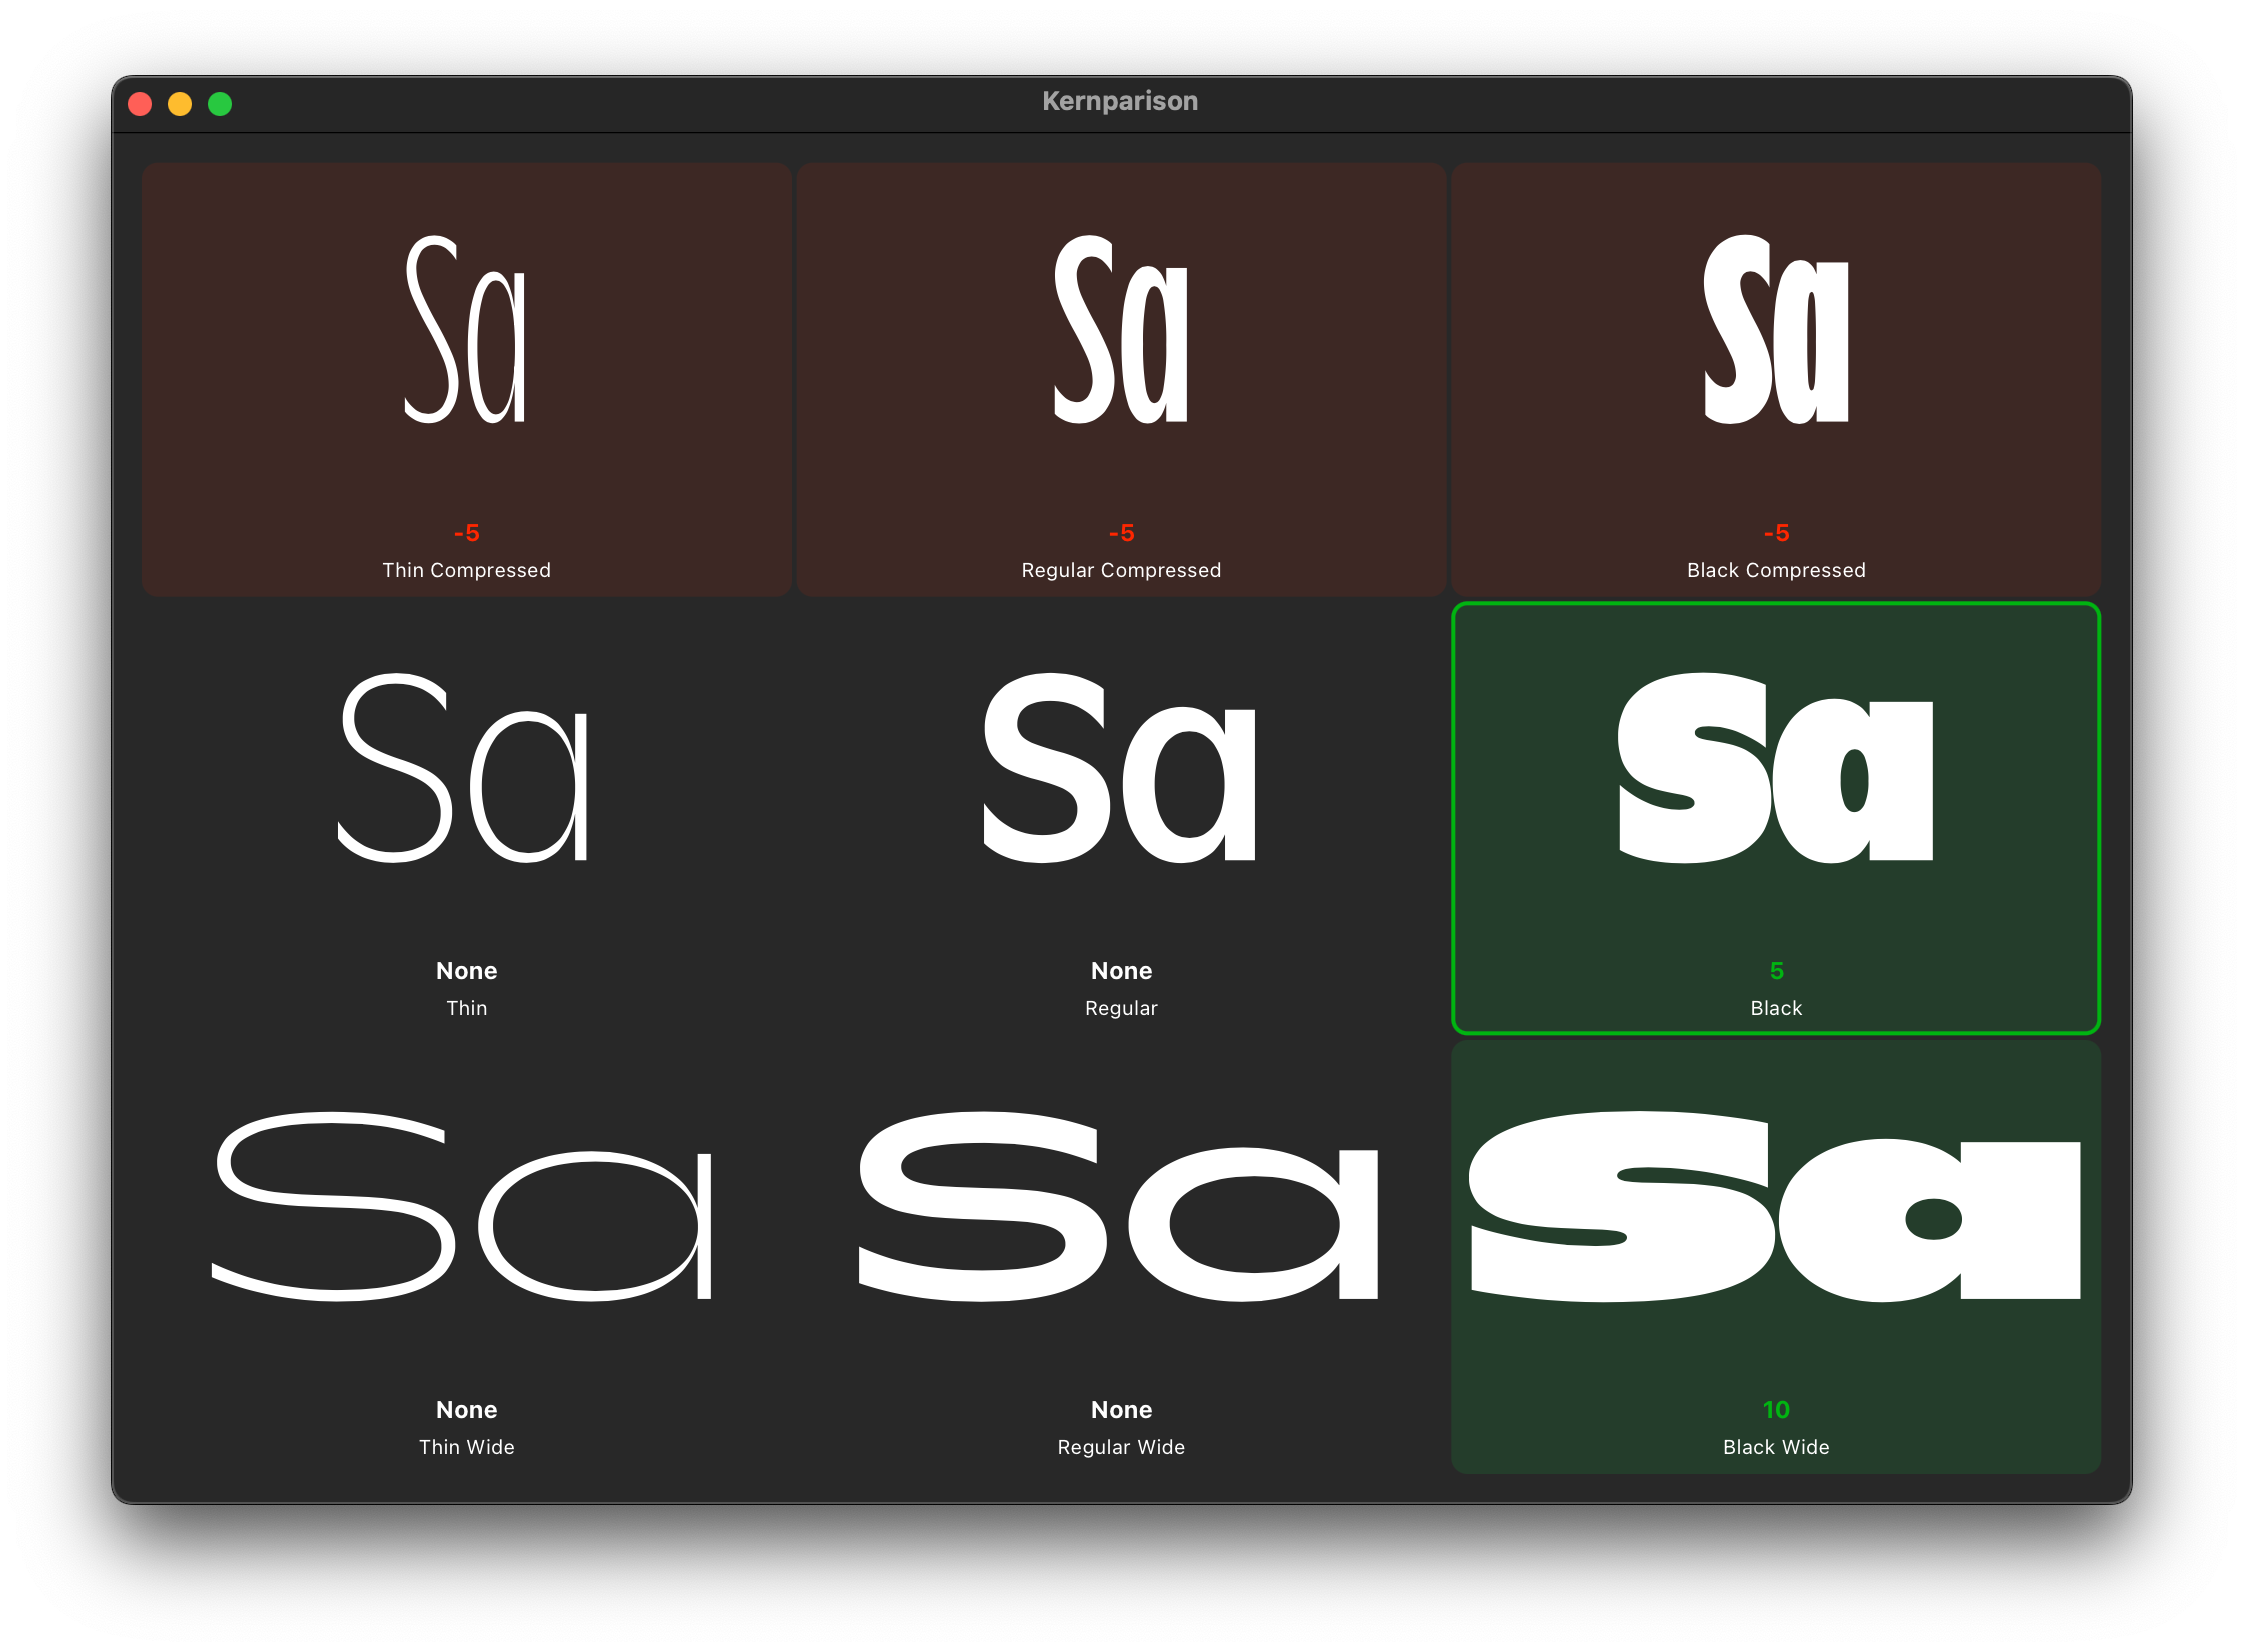 Kernparison
Sa
Sa
Sa
-5
-5
-5
Thin Compressed
Regular Compressed
Black Compressed
Sa
Sa
Sa
None
None
5
Thin
Regular
Black
Sa
Sa
Sa
None
None
10
Thin Wide
Regular Wide
Black Wide